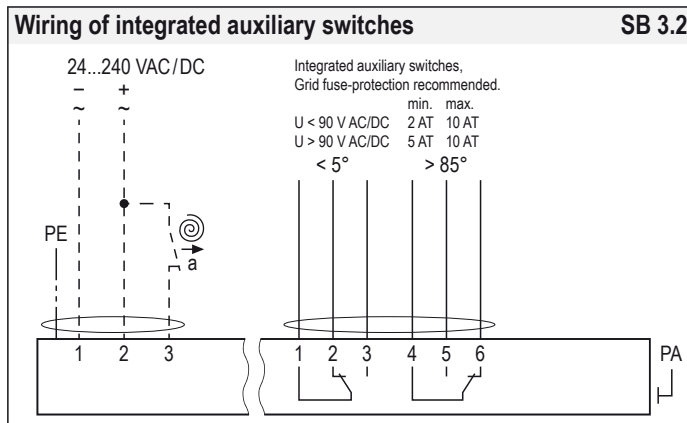 Wiring of integrated auxiliary switches SB 3.2
24...240 VAC/DC
– +
~ ~
Integrated auxiliary switches,
Grid fuse-protection recommended.
min. max.
U < 90 V AC/DC 2 AT 10 AT
U > 90 V AC/DC 5 AT 10 AT
< 5° > 85°
PE
a
1 2 3 1 2 3 4 5 6 PA